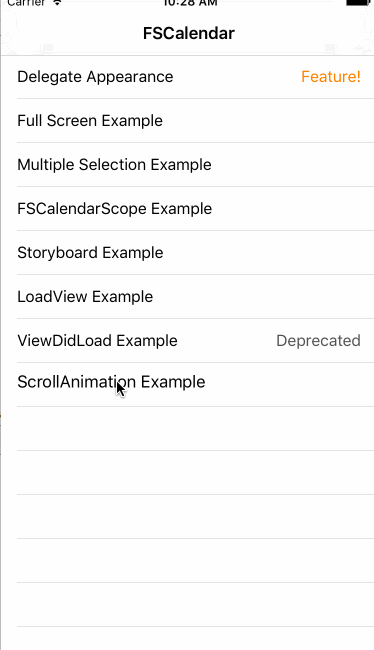 Carrier 10:28 AM
FSCalendar
Delegate Appearance Feature!
Full Screen Example
Multiple Selection Example
FSCalendarScope Example
Storyboard Example
LoadView Example
ViewDidLoad Example Deprecated
ScrollAnimation Example